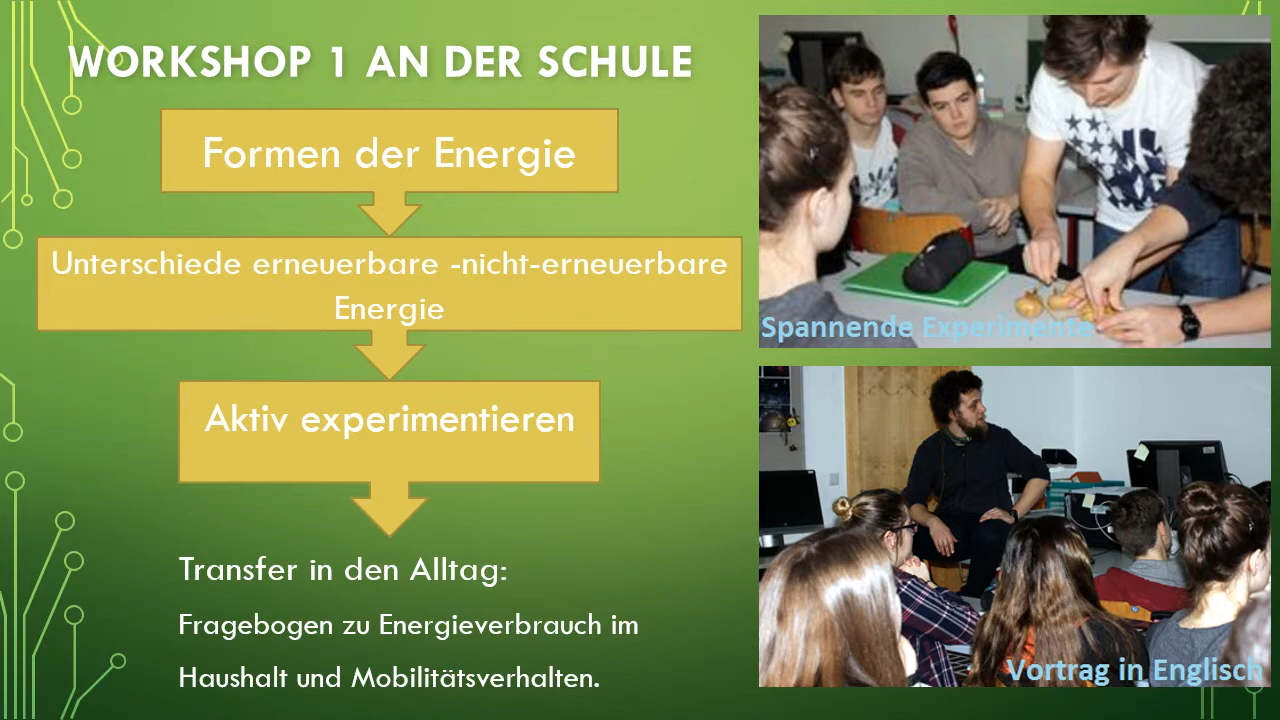 WORKSHOP 1 AN DER SCHULE
Formen der Energie
Unterschiede erneuerbare -nicht-erneuerbare
Energie
Aktiv experimentieren
Transfer in den Alltag:
Fragebogen zu Energieverbrauch im
Haushalt und Mobilitätsverhalten.
Spannende Experimente
Vortrag in Englisch